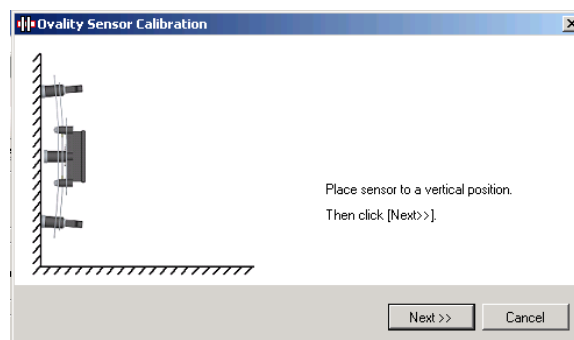 Ovality Sensor Calibration
Place sensor to a vertical position.
Then click [Next>>].
Next >>
Cancel